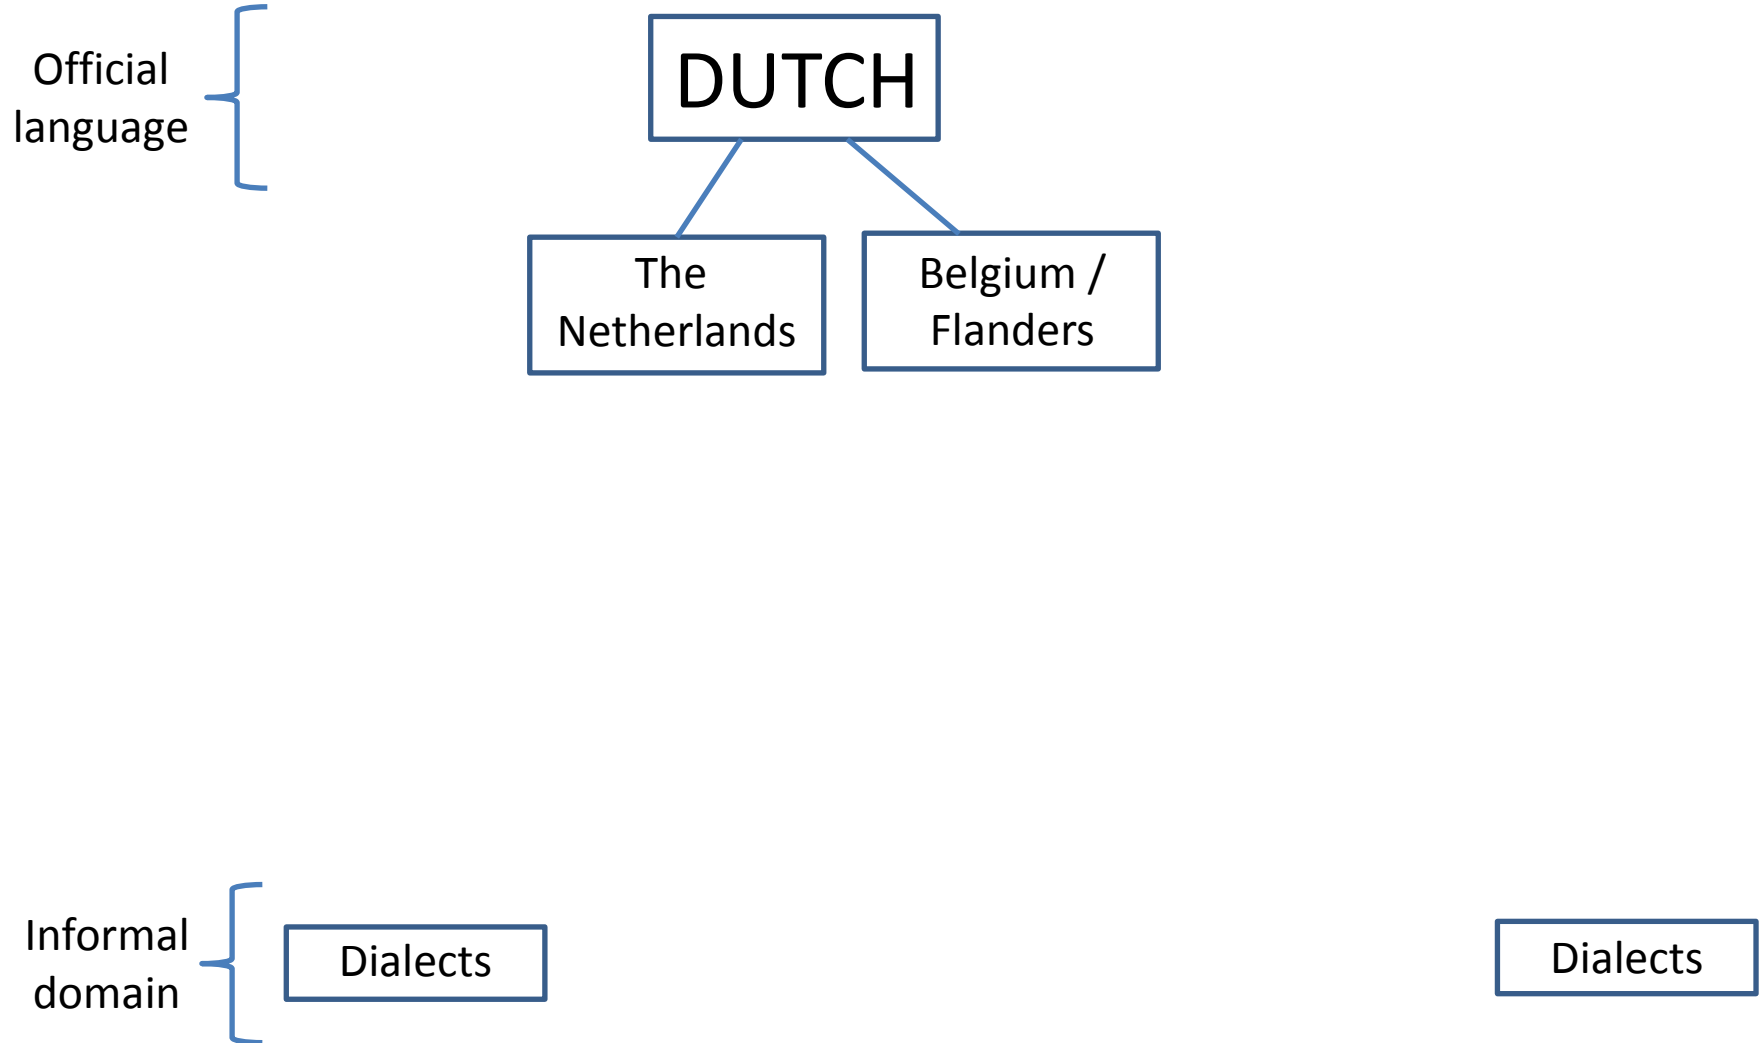 Official
language
DUTCH
The
Netherlands
Belgium /
Flanders
Informal
domain
Dialects
Dialects